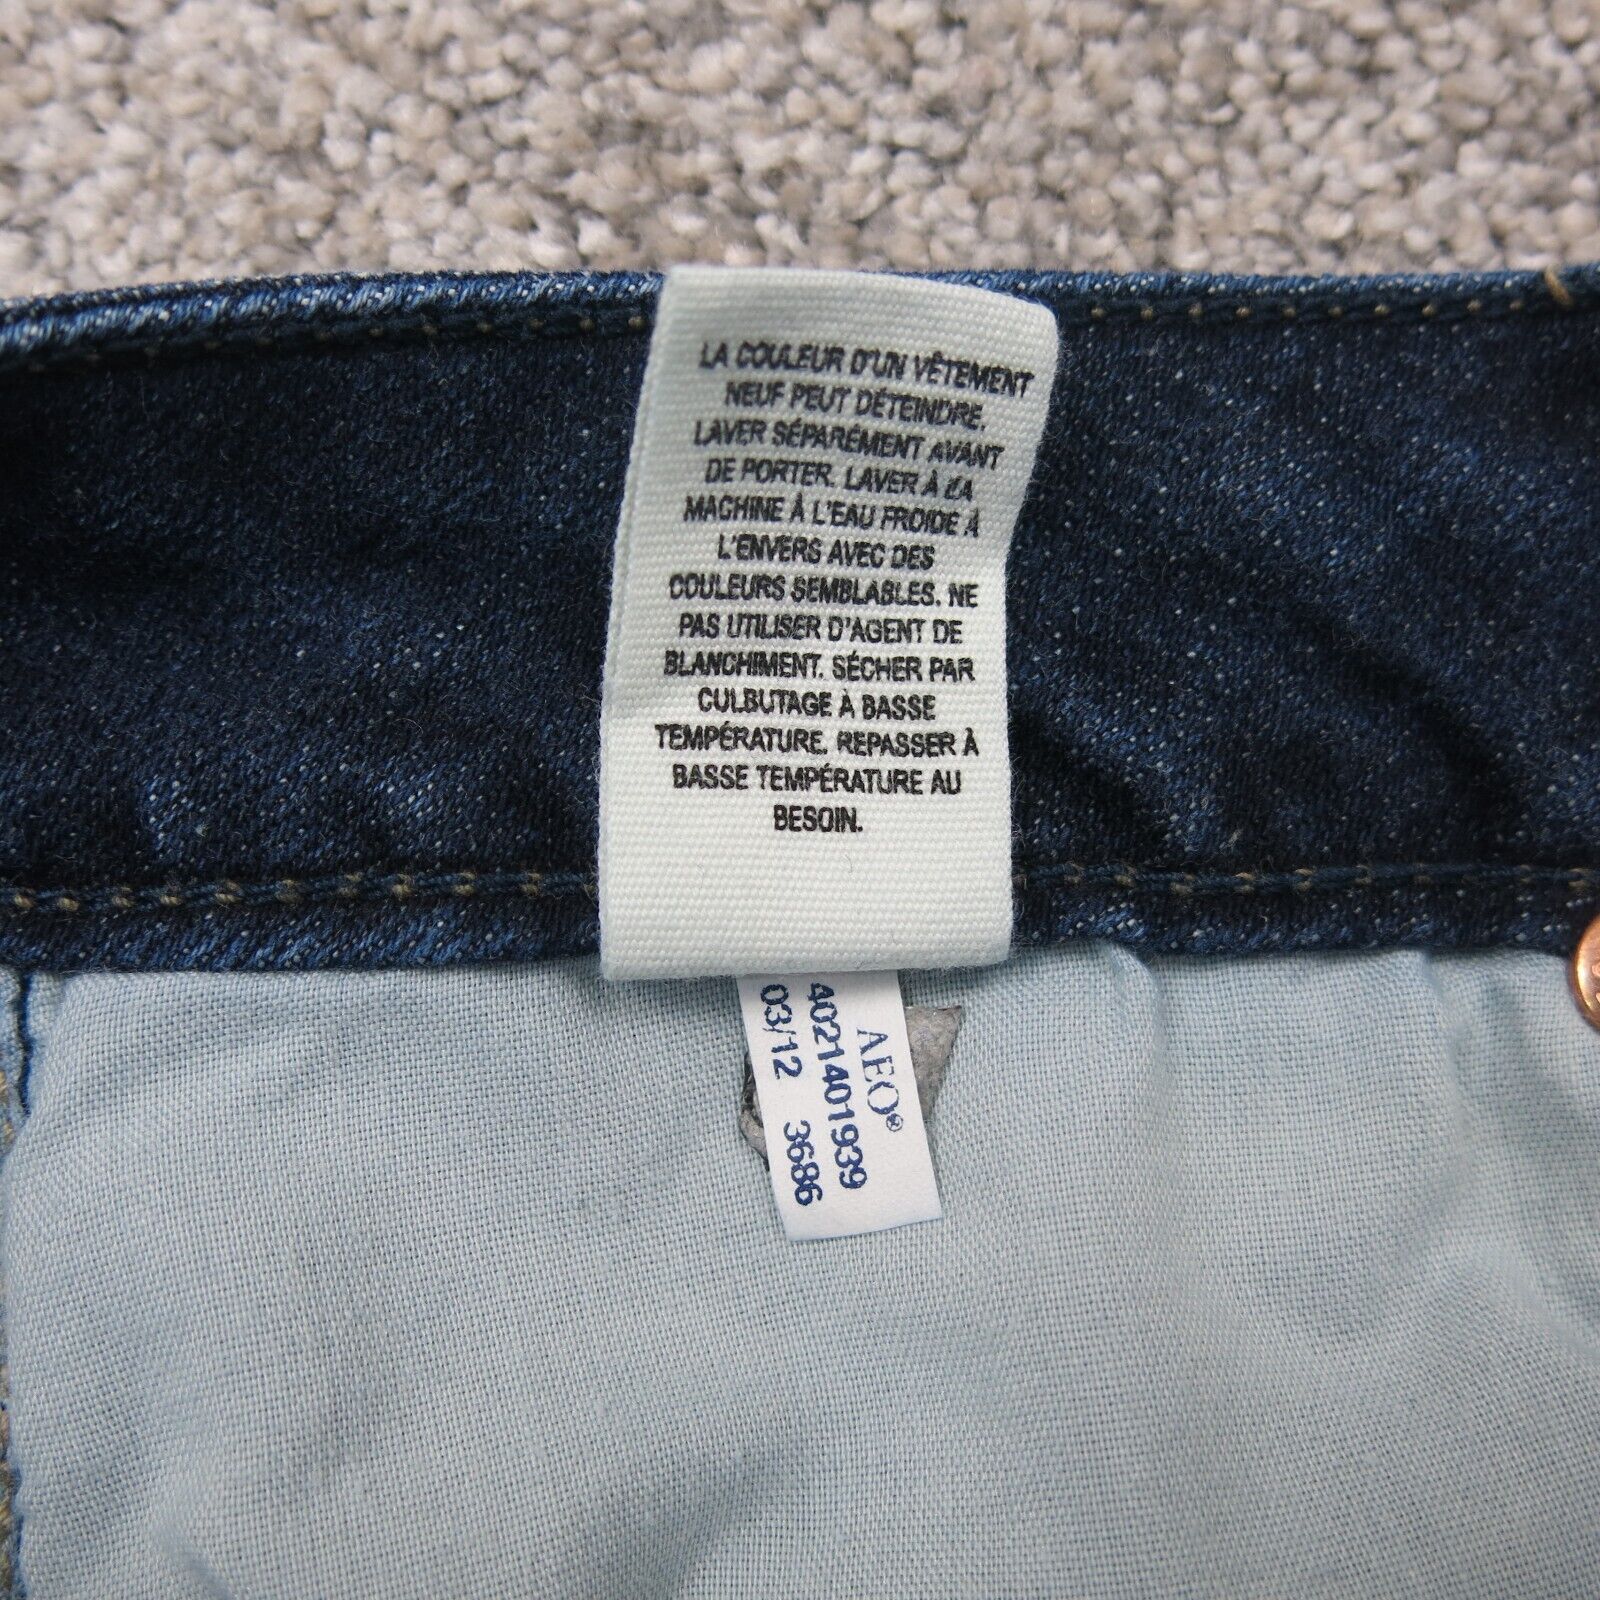 LA COULEUR D'UN VÊTEMENT
NEUF PEUT DÉTEINDRE.
LAVER SÉPARÉMENT AVANT
DE PORTER. LAVER À LA
MACHINE À L'EAU FROIDE À
L'ENVERS AVEC DES
COULEURS SEMBLABLES. NE
PAS UTILISER D'AGENT DE
BLANCHIMENT. SÉCHER PAR
CULBUTAGE À BASSE
TEMPÉRATURE. REPASSER À
BASSE TEMPÉRATURE AU
BESOIN.
AEO®
4021401939
03/12 3686